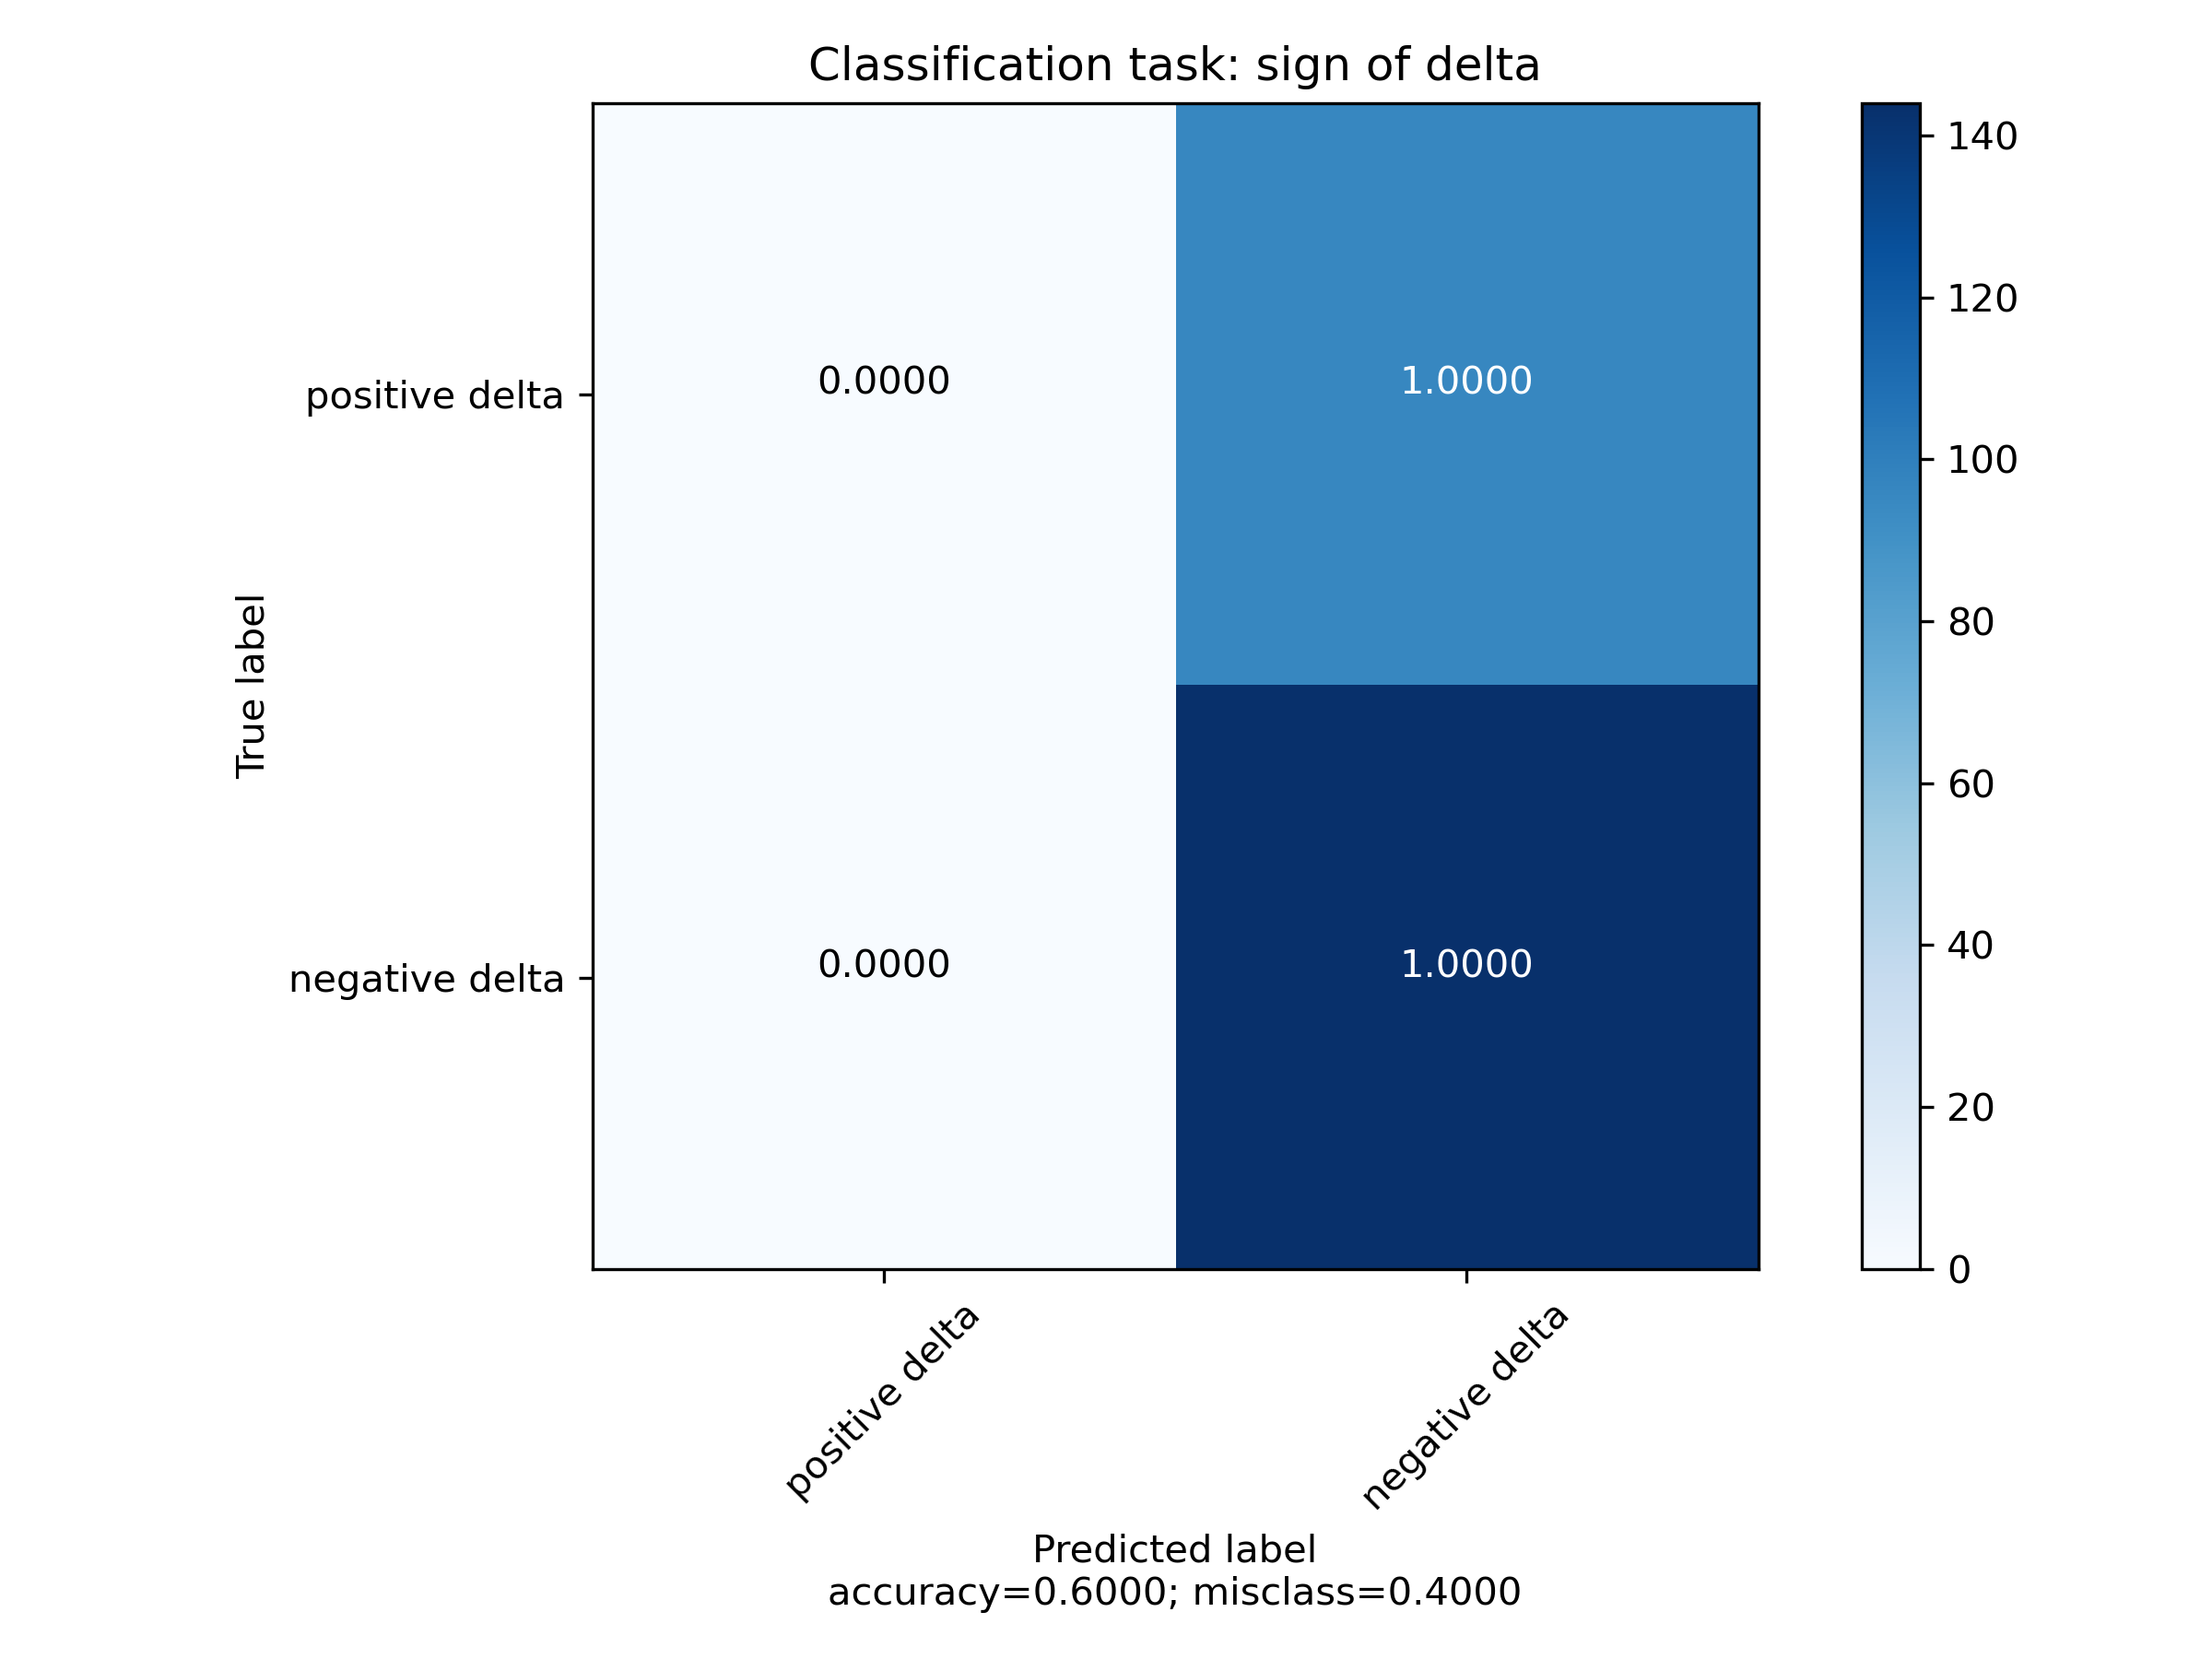 Classification task: sign of delta
140
120
100
80
60
40
20
0
True label
positive delta
0.0000
1.0000
negative delta
0.0000
1.0000
positive delta
negative delta
Predicted label
accuracy=0.6000; misclass=0.4000